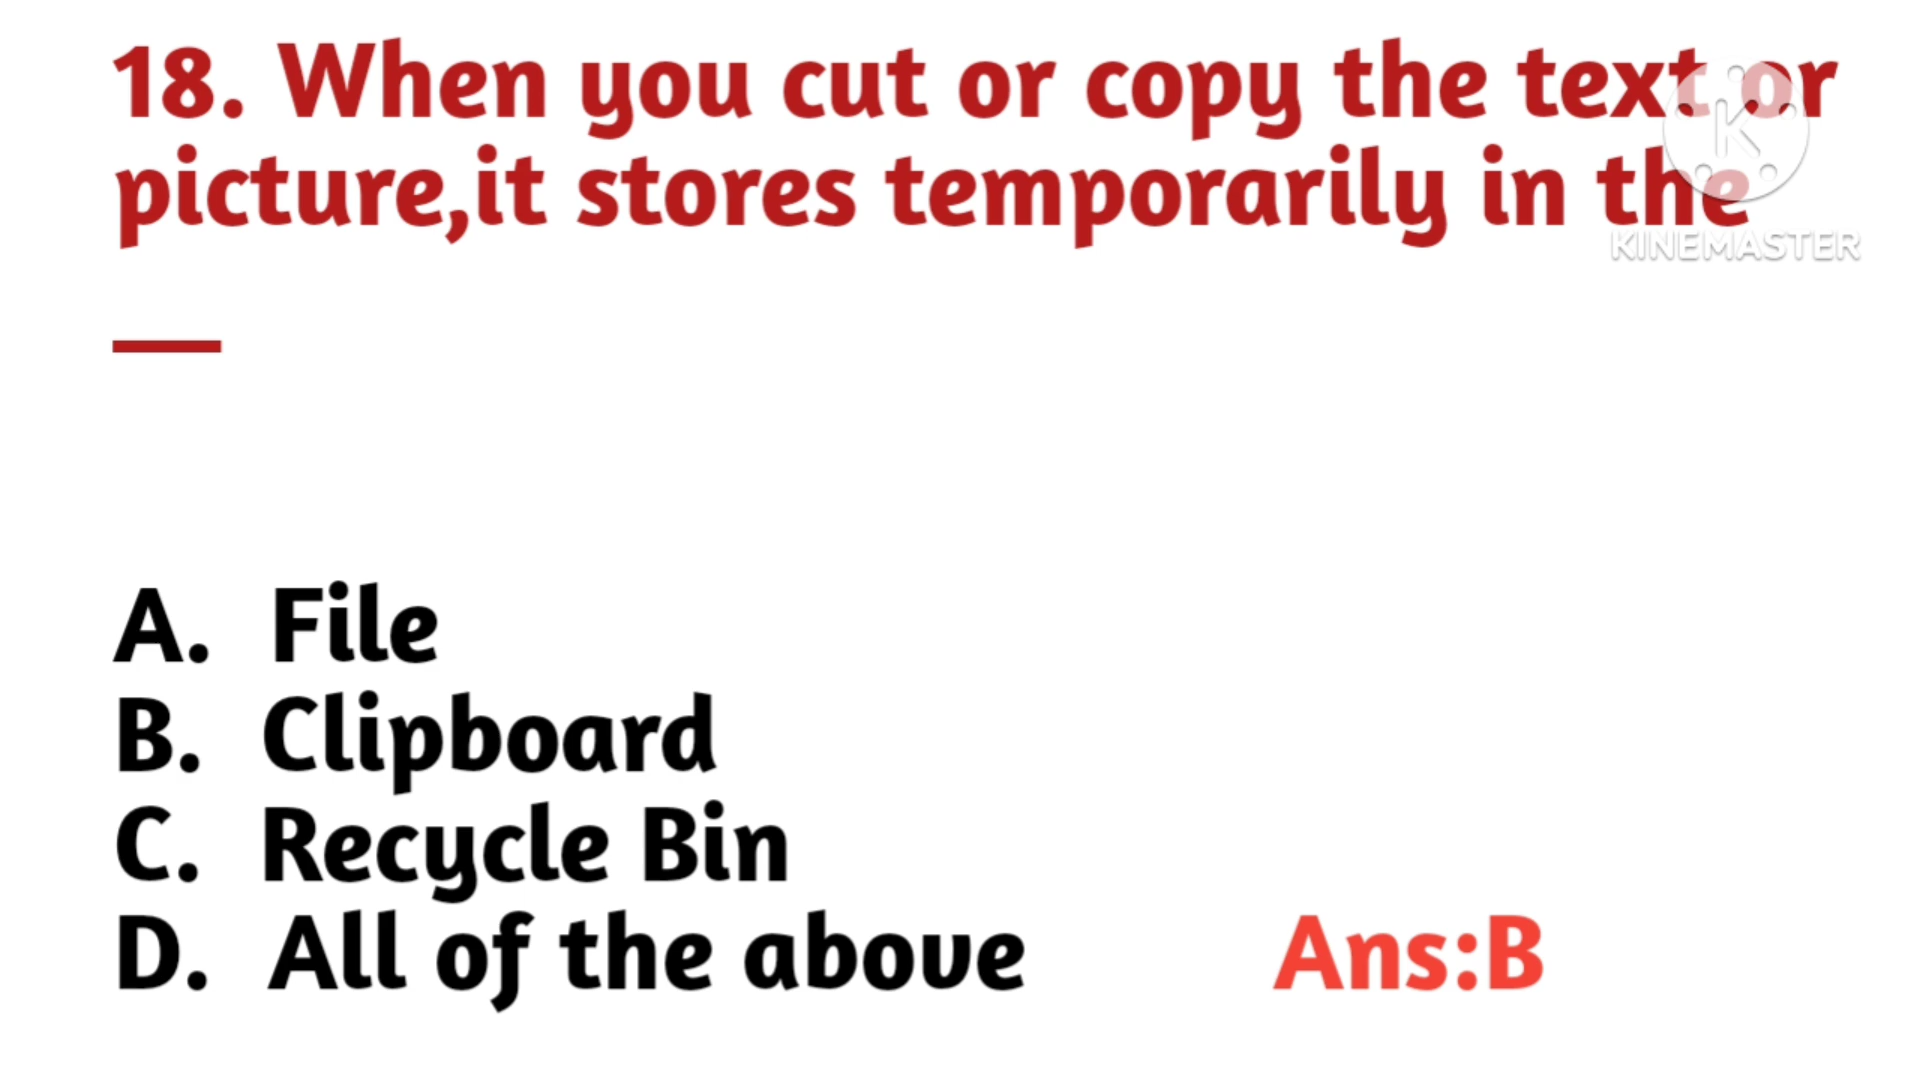 18. When you cut or copy the text or
picture,it stores temporarily in the
K
KINEMASTER
__
A. File
B. Clipboard
C. Recycle Bin
D. All of the above
Ans:B